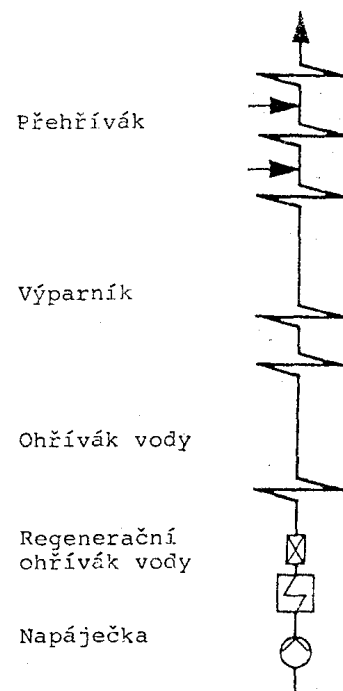 Přehřívák
Výparník
Ohřívák vody
Regenerační
ohřívák vody
Napáječka